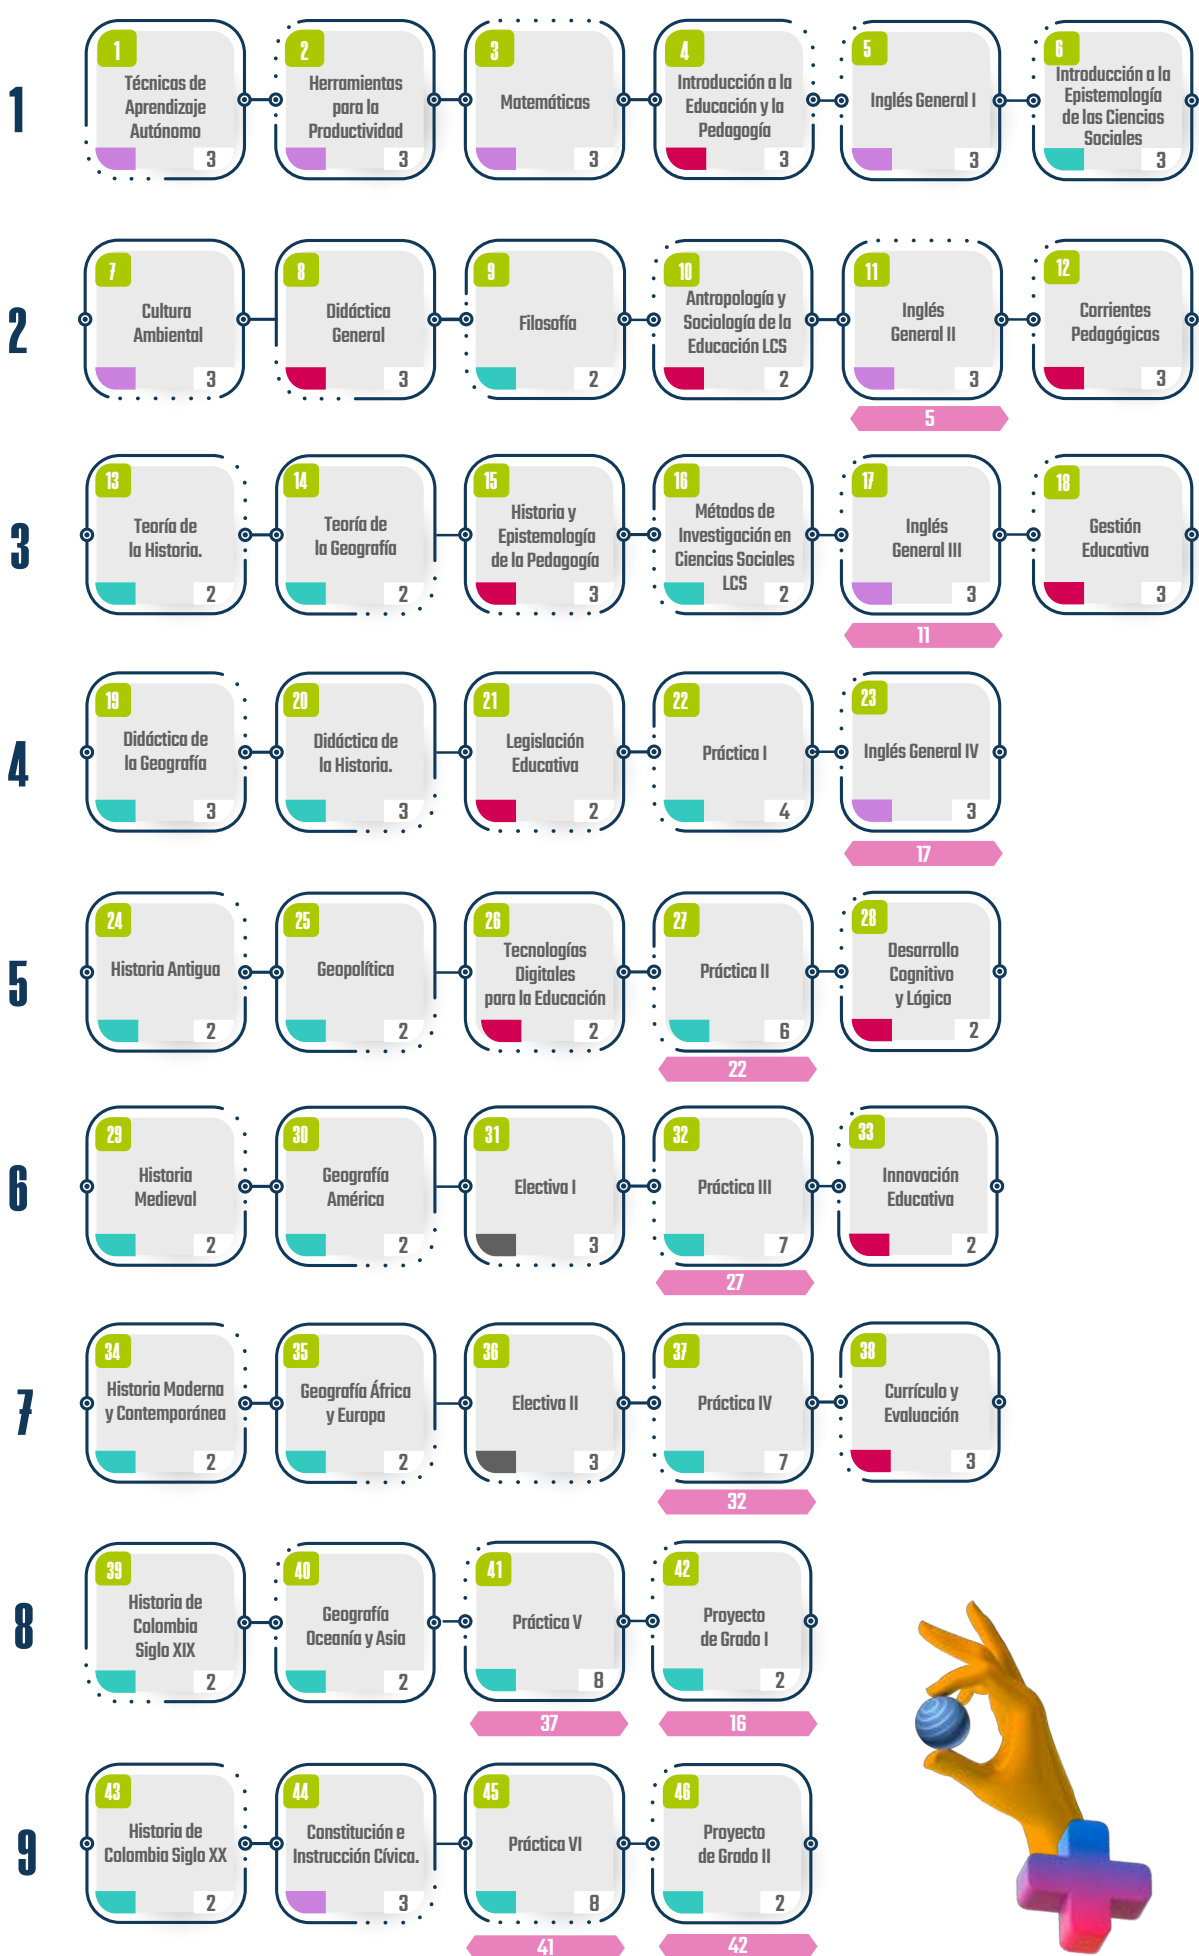 1
1
Técnicas de
Aprendizaje
Autónomo
3
2
Herramientas
para la
Productividad
3
3
Matemáticas
3
4
Introducción a la
Educación y la
Pedagogía
3
5
Inglés General I
3
6
Introducción a la
Epistemología
de las Ciencias
Sociales
3
2
7
Cultura
Ambiental
3
8
Didáctica
General
3
9
Filosofía
2
10
Antropología y
Sociología de la
Educación LCS
2
11
Inglés
General II
3
5
12
Corrientes
Pedagógicas
3
3
13
Teoría de
la Historia.
2
14
Teoría de
la Geografía
2
15
Historia y
Epistemología
de la Pedagogía
3
16
Métodos de
Investigación en
Ciencias Sociales
LCS
2
17
Inglés
General III
3
11
18
Gestión
Educativa
3
4
19
Didáctica de
la Geografía
3
20
Didáctica de
la Historia.
3
21
Legislación
Educativa
2
22
Práctica I
4
23
Inglés General IV
3
17
5
24
Historia Antigua
2
25
Geopolítica
2
26
Tecnologías
Digitales
para la Educación
2
27
Práctica II
6
22
28
Desarrollo
Cognitivo
y Lógico
2
6
29
Historia
Medieval
2
30
Geografía
América
2
31
Electiva I
3
32
Práctica III
7
27
33
Innovación
Educativa
2
7
34
Historia Moderna
y Contemporánea
2
35
Geografía África
y Europa
2
36
Electiva II
3
37
Práctica IV
7
32
38
Currículo y
Evaluación
3
8
39
Historia de
Colombia
Siglo XIX
2
40
Geografía
Oceanía y Asia
2
41
Práctica V
8
37
42
Proyecto
de Grado I
2
16
9
43
Historia de
Colombia Siglo XX
2
44
Constitución e
Instrucción Cívica.
3
45
Práctica VI
8
41
46
Proyecto
de Grado II
2
42